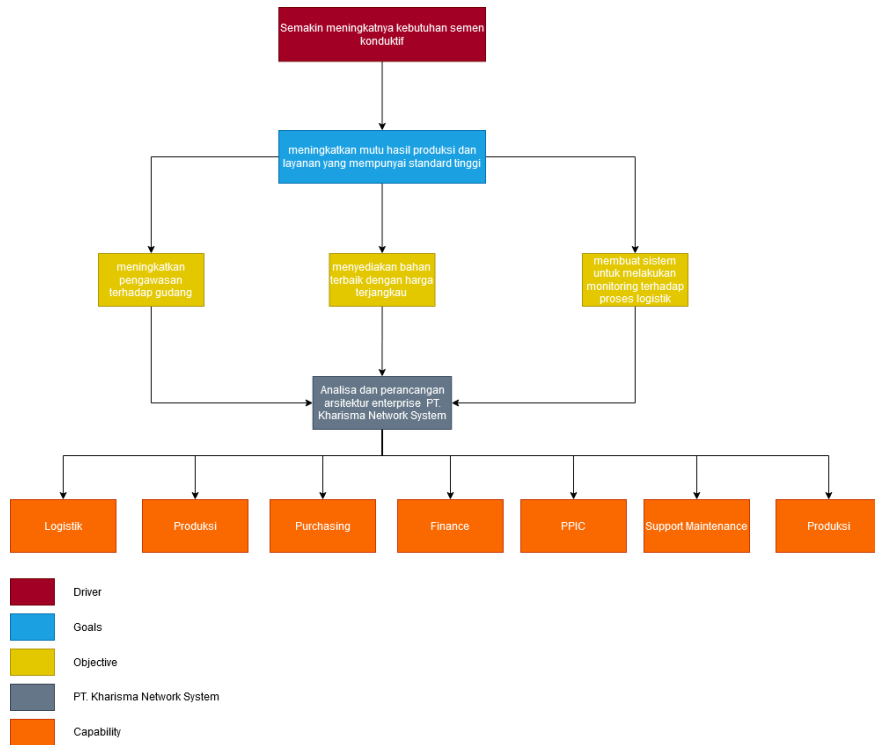 Semakin meningkatnya kebutuhan semen
konduktif
meningkatkan mutu hasil produksi dan
layanan yang mempunyai standard tinggi
meningkatkan
pengawasan
terhadap gudang
menyediakan bahan
terbaik dengan harga
terjangkau
membuat sistem
untuk melakukan
monitoring terhadap
proses logistik
Analisa dan perancangan
arsitektur enterprise PT.
Kharisma Network System
Logistik
Produksi
Purchasing
Finance
PPIC
Support Maintenance
Produksi
Driver
Goals
Objective
PT. Kharisma Network System
Capability